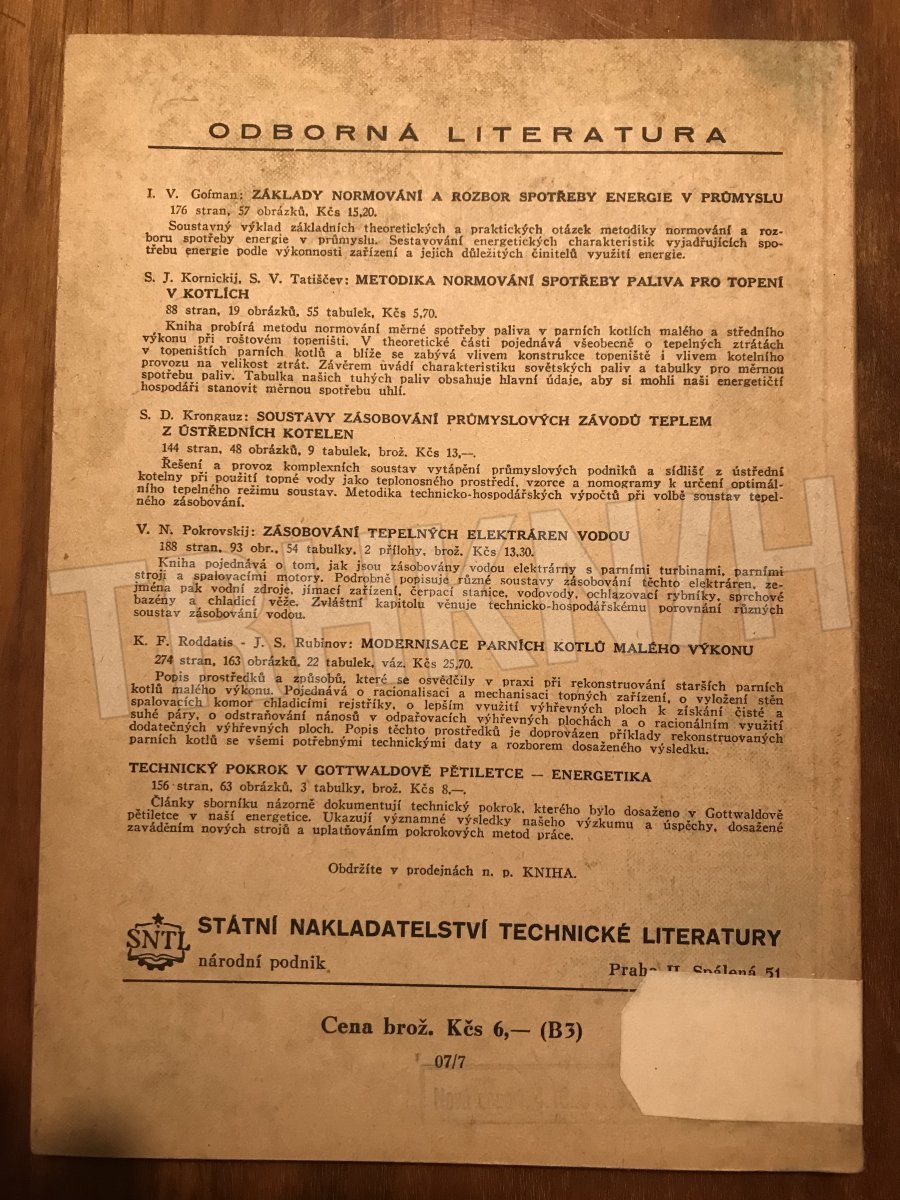 ODBORNÁ LITERATURA
I. V. Gofman: ZÁKLADY NORMOVÁNÍ A ROZBOR SPOTŘEBY ENERGIE V PRŮMYSLU
176 stran, 57 obrázků, Kčs 15,20.
Soustavný výklad základních theoretických a praktických otázek metodiky normování a roz-
boru spotřeby energie v průmyslu. Sestavování energetických charakteristik vyjadřujících spo-
třebu energie podle výkonnosti zařízení a jejich důležitých činitelů využití energie.
S. J. Kornickij, S. V. Tatiščev: METODIKA NORMOVÁNÍ SPOTŘEBY PALIVA PRO TOPENÍ
V KOTLÍCH
88 stran, 19 obrázků, 55 tabulek, Kčs 5,70.
Kniha probírá metodu normování měrné spotřeby paliva v parních kotlích malého a středního
výkonu při roštovém topeništi. V theoretické části pojednává všeobecně o tepelných ztrátách
v topeništích parních kotlů a blíže se zabývá vlivem konstrukce topeniště i vlivem kotelního
provozu na velikost ztrát. Závěrem uvádí charakteristiku sovětských paliv a tabulky pro měrnou
spotřebu paliv. Tabulka našich tuhých paliv obsahuje hlavní údaje, aby si mohli naši energetičtí
hospodáři stanovit měrnou spotřebu uhlí.
S. D. Krongauz: SOUSTAVY ZÁSOBOVÁNÍ PRŮMYSLOVÝCH ZÁVODŮ TEPLEM
Z ÚSTŘEDNÍCH KOTELEN
144 stran, 48 obrázků, 9 tabulek, brož. Kčs 13,—.
Řešení a provoz komplexních soustav vytápění průmyslových podniků a sídlišť z ústřední
kotelny při použití topné vody jako teplonosného prostředí, vzorce a nomogramy k určení optimál-
ního tepelného režimu soustav. Metodika technicko-hospodářských výpočtů při volbě soustav tepel-
ného zásobování.
V. N. Pokrovskij: ZÁSOBOVÁNÍ TEPELNÝCH ELEKTRÁREN VODOU
188 stran, 93 obr., 54 tabulky, 2 přílohy, brož. Kčs 13,30.
Kniha pojednává o tom, jak jsou zásobovány vodou elektrárny s parními turbinami, parními
stroji a spalovacími motory. Podrobně popisuje různé soustavy zásobování těchto elektráren, ze-
jména pak vodní zdroje, jímací zařízení, čerpací stanice, vodovody, ochlazovací rybníky, sprchové
bazény a chladicí věže. Zvláštní kapitolu věnuje technicko-hospodářskému porovnání různých
soustav zásobování vodou.
K. F. Roddatis - J. S. Rubinov: MODERNISACE PARNÍCH KOTLŮ MALÉHO VÝKONU
274 stran, 163 obrázků, 22 tabulek, váz. Kčs 25,70.
Popis prostředků a způsobů, které se osvědčily v praxi při rekonstruování starších parních
kotlů malého výkonu. Pojednává o racionalisaci a mechanisaci topných zařízení, o vyložení stěn
spalovacích komor chladicími rejstříky, o lepším využití výhřevných ploch k získání čisté a
suhé páry, o odstraňování nánosů v odpařovacích výhřevných plochách a o racionálním využití
dodatečných výhřevných ploch. Popis těchto prostředků je doprovázen příklady rekonstruovaných
parních kotlů se všemi potřebnými technickými daty a rozborem dosaženého výsledku.
TECHNICKÝ POKROK V GOTTWALDOVĚ PĚTILETCE — ENERGETIKA
156 stran, 63 obrázků, 3 tabulky, brož. Kčs 8,—.
Články sborníku názorně dokumentují technický pokrok, kterého bylo dosaženo v Gottwaldově
pětiletce v naší energetice. Ukazují významné výsledky našeho výzkumu a úspěchy, dosažené
zaváděním nových strojů a uplatňováním pokrokových metod práce.
Obdržíte v prodejnách n. p. KNIHA.
SNTL
STÁTNÍ NAKLADATELSTVÍ TECHNICKÉ LITERATURY
národní podnik
Praha II, Spálená 51
Cena brož. Kčs 6,— (B3)
07/7